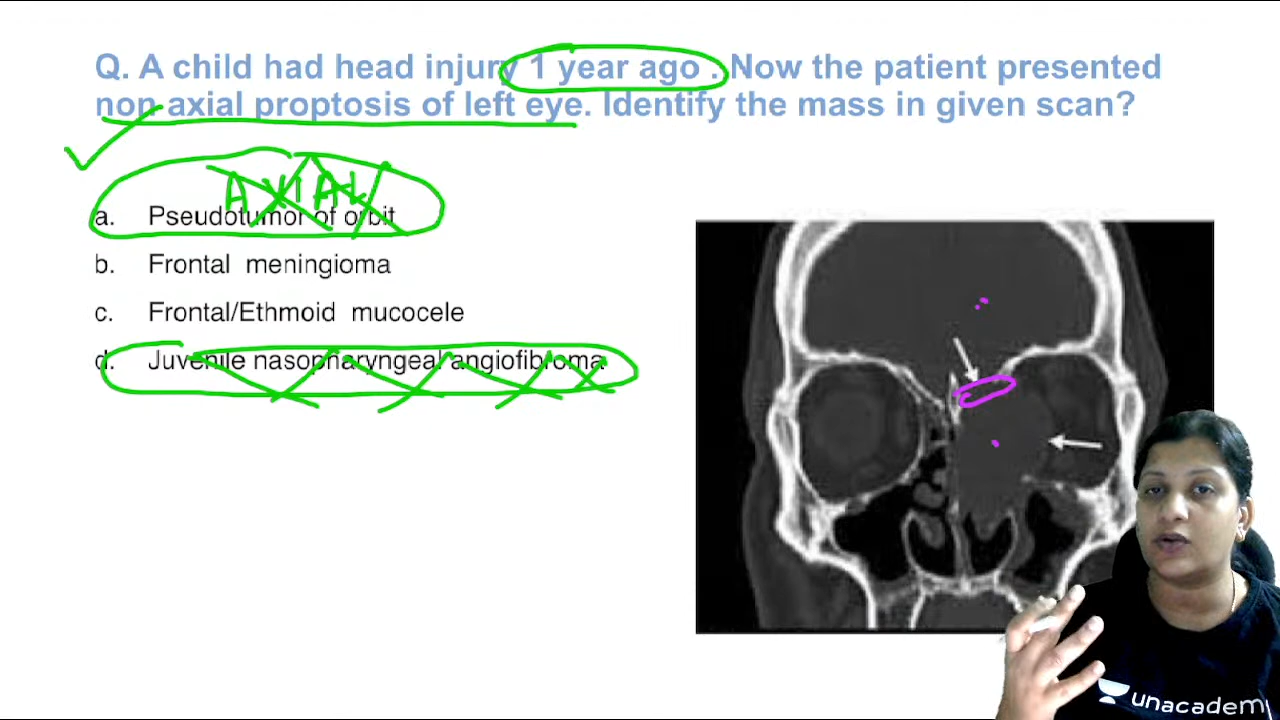 Q. A child had head injury 1 year ago . Now the patient presented
non axial proptosis of left eye. Identify the mass in given scan?
AXIAL
a. Pseudotumor of orbit
b. Frontal meningioma
c. Frontal/Ethmoid mucocele
d. Juvenile nasopharyngeal angiofibroma
unacadem